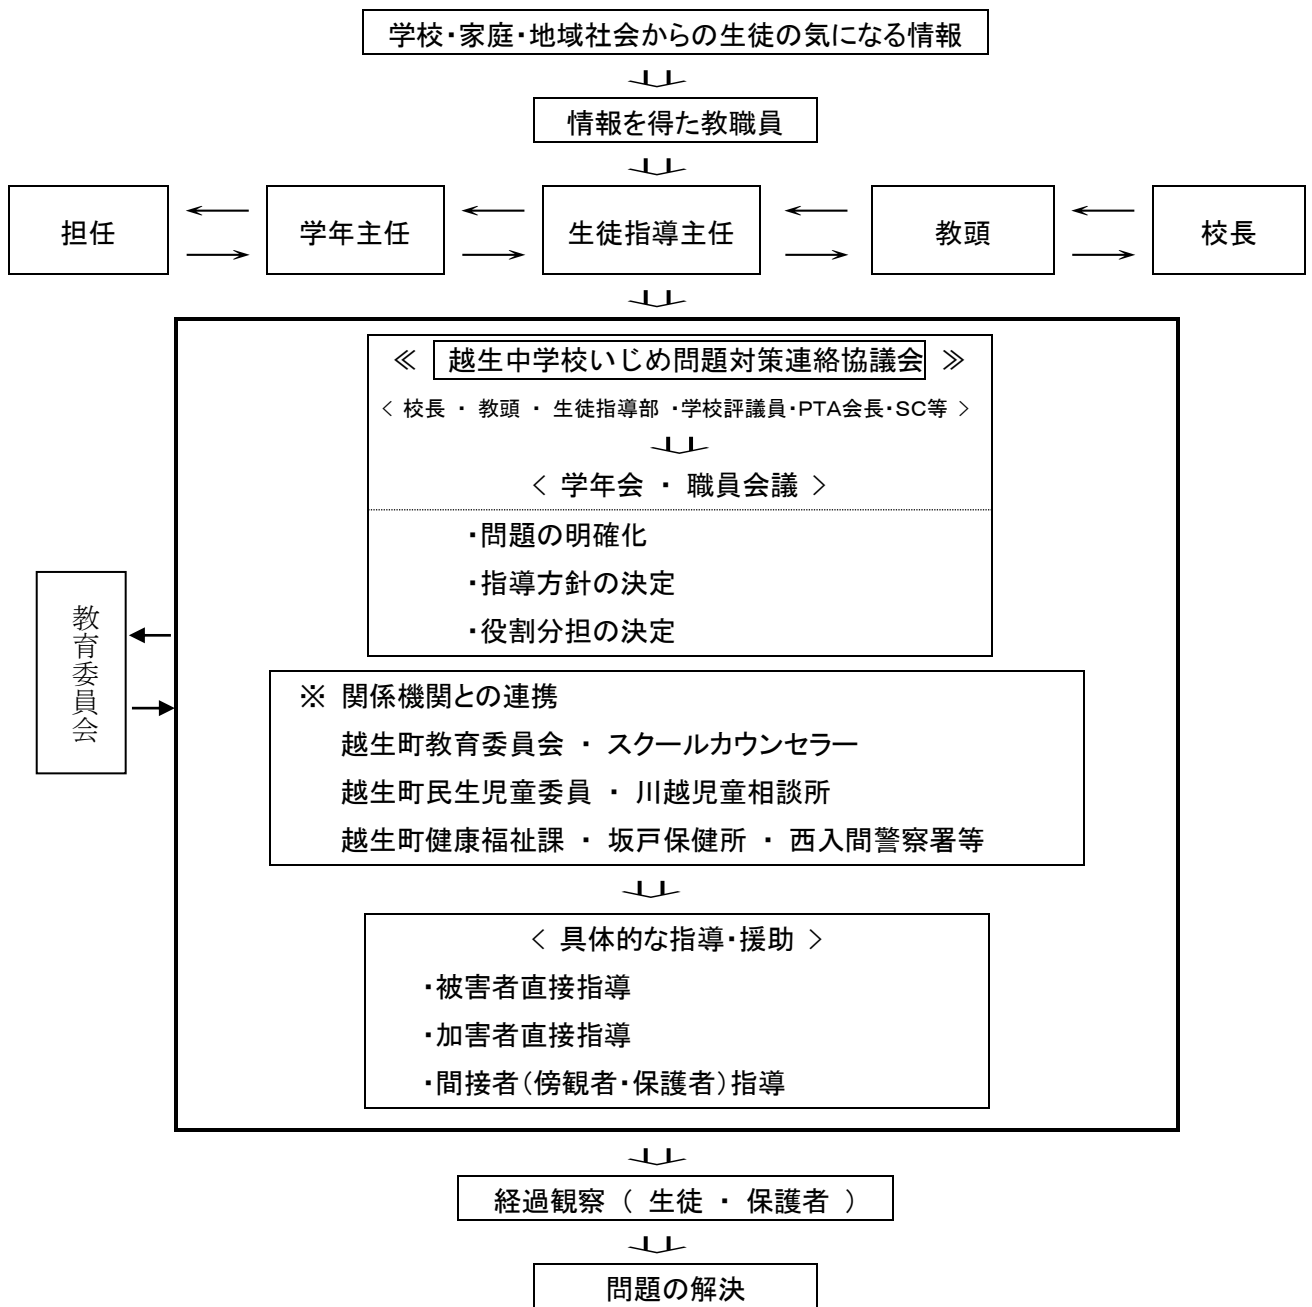 学校・家庭・地域社会からの生徒の気になる情報
情報を得た教職員
担任
学年主任
生徒指導主任
教頭
校長
≪ 越生中学校いじめ問題対策連絡協議会 ≫
< 校長 ・ 教頭 ・ 生徒指導部 ・学校評議員・PTA会長・SC等 >
< 学年会 ・ 職員会議 >
・問題の明確化
・指導方針の決定
・役割分担の決定
教育委員会
※ 関係機関との連携
越生町教育委員会 ・ スクールカウンセラー
越生町民生児童委員 ・ 川越児童相談所
越生町健康福祉課 ・ 坂戸保健所 ・ 西入間警察署等
< 具体的な指導・援助 >
・被害者直接指導
・加害者直接指導
・間接者(傍観者・保護者)指導
経過観察 ( 生徒 ・ 保護者 )
問題の解決